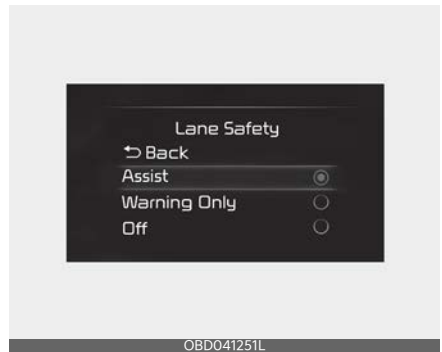 Lane Safety
Back
Assist
Warning Only
Off
OBD041251L